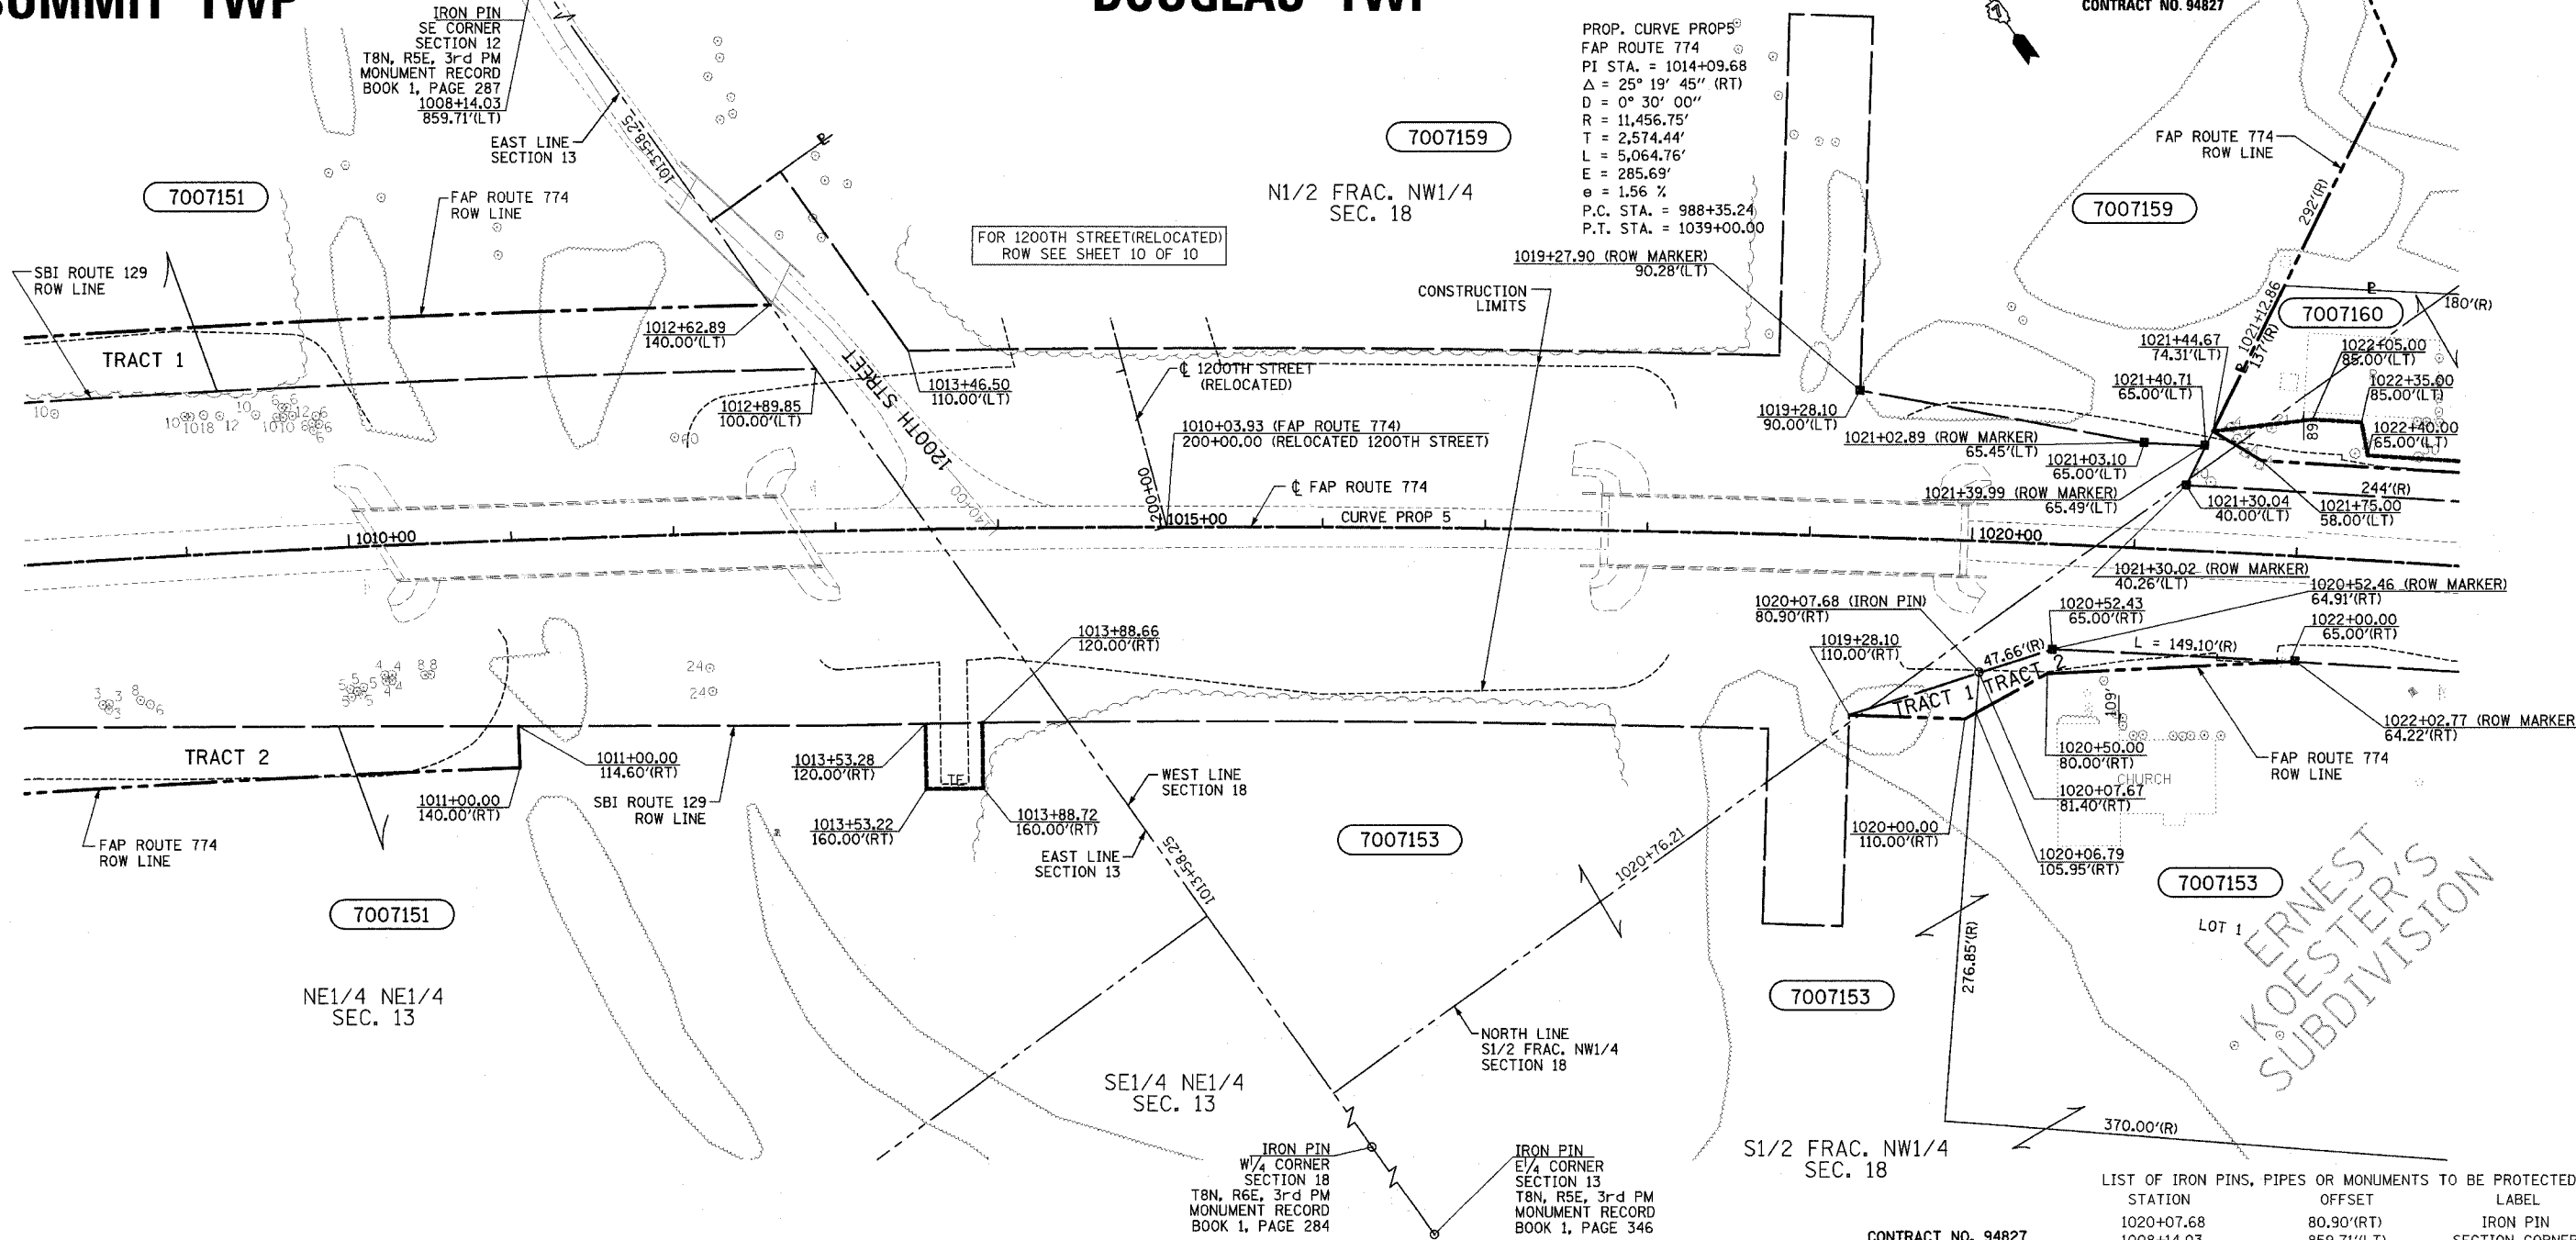 SUMMIT TWP
DOUGLAS TWP
CONTRACT NO. 94827
IRON PIN
SE CORNER
SECTION 12
T8N, R5E, 3rd PM
MONUMENT RECORD
BOOK 1, PAGE 287
1008+14.03
859.71'(LT)
EAST LINE
SECTION 13
1013+58.25
7007151
FAP ROUTE 774
ROW LINE
SBI ROUTE 129
ROW LINE
TRACT 1
1012+62.89
140.00'(LT)
1012+89.85
100.00'(LT)
1200TH STREET
1013+46.50
110.00'(LT)
FOR 1200TH STREET(RELOCATED)
ROW SEE SHEET 10 OF 10
7007159
N1/2 FRAC. NW1/4
SEC. 18
PROP. CURVE PROP5
FAP ROUTE 774
PI STA. = 1014+09.68
Δ = 25° 19' 45" (RT)
D = 0° 30' 00"
R = 11,456.75'
T = 2,574.44'
L = 5,064.76'
E = 285.69'
e = 1.56 %
P.C. STA. = 988+35.24
P.T. STA. = 1039+00.00
1019+27.90 (ROW MARKER)
90.28'(LT)
CONSTRUCTION
LIMITS
℄ 1200TH STREET
(RELOCATED)
1010+03.93 (FAP ROUTE 774)
200+00.00 (RELOCATED 1200TH STREET)
200+00
℄ FAP ROUTE 774
1010+00
1015+00
CURVE PROP 5
1020+00
FAP ROUTE 774
ROW LINE
7007159
292'(R)
1021+12.86
137'(R)
7007160
180'(R)
1021+44.67
74.31'(LT)
1022+05.00
85.00'(LT)
1021+40.71
65.00'(LT)
1022+35.00
85.00'(LT)
1022+40.00
65.00'(LT)
1019+28.10
90.00'(LT)
1021+02.89 (ROW MARKER)
65.45'(LT)
1021+03.10
65.00'(LT)
1021+39.99 (ROW MARKER)
65.49'(LT)
244'(R)
1021+30.04
40.00'(LT)
1021+75.00
58.00'(LT)
1021+30.02 (ROW MARKER)
40.26'(LT)
1020+52.46 (ROW MARKER)
64.91'(RT)
1020+07.68 (IRON PIN)
80.90'(RT)
1020+52.43
65.00'(RT)
1022+00.00
65.00'(RT)
1019+28.10
110.00'(RT)
47.66'(R)
L = 149.10'(R)
TRACT 1
TRACT 2
109'
1022+02.77 (ROW MARKER
64.22'(RT)
1020+50.00
80.00'(RT)
CHURCH
FAP ROUTE 774
ROW LINE
1020+07.67
81.40'(RT)
1020+00.00
110.00'(RT)
1020+06.79
105.95'(RT)
7007153
LOT 1
ERNEST
KOESTER'S
SUBDIVISION
1013+88.66
120.00'(RT)
TRACT 2
1011+00.00
114.60'(RT)
1011+00.00
140.00'(RT)
1013+53.28
120.00'(RT)
SBI ROUTE 129
ROW LINE
TE
1013+53.22
160.00'(RT)
1013+88.72
160.00'(RT)
WEST LINE
SECTION 18
EAST LINE
SECTION 13
1013+58.25
FAP ROUTE 774
ROW LINE
7007151
7007153
1020+76.21
276.85'(R)
7007153
NE1/4 NE1/4
SEC. 13
NORTH LINE
S1/2 FRAC. NW1/4
SECTION 18
SE1/4 NE1/4
SEC. 13
370.00'(R)
S1/2 FRAC. NW1/4
SEC. 18
IRON PIN
W1/4 CORNER
SECTION 18
T8N, R6E, 3rd PM
MONUMENT RECORD
BOOK 1, PAGE 284
IRON PIN
E1/4 CORNER
SECTION 13
T8N, R5E, 3rd PM
MONUMENT RECORD
BOOK 1, PAGE 346
LIST OF IRON PINS, PIPES OR MONUMENTS TO BE PROTECTED
STATION OFFSET LABEL
1020+07.68 80.90'(RT) IRON PIN
1008+14.03 859.71'(LT) SECTION CORNER
CONTRACT NO. 94827